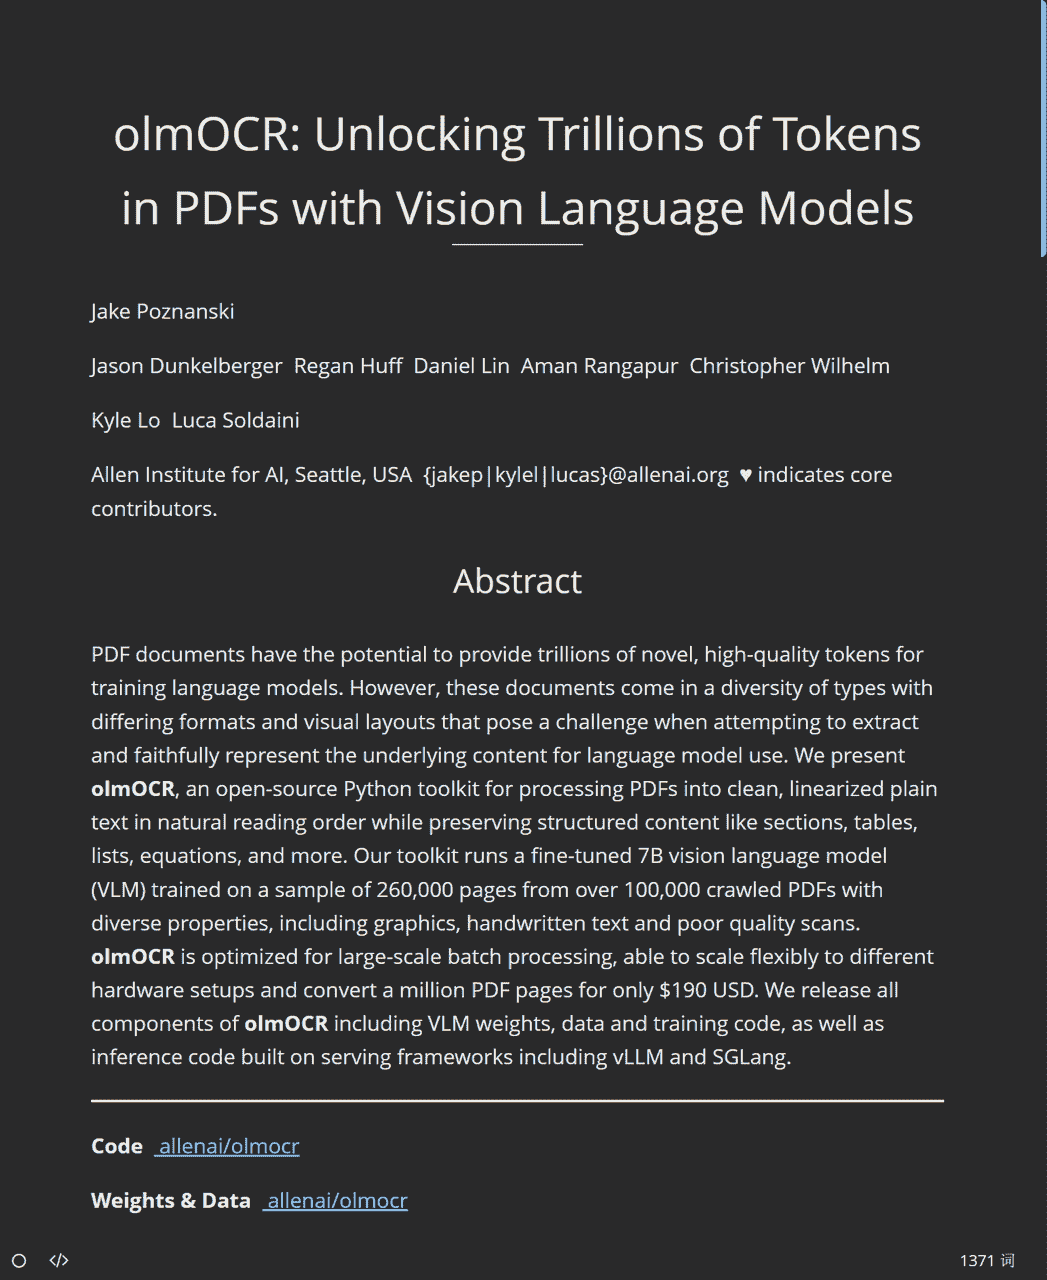 olmOCR: Unlocking Trillions of Tokens
in PDFs with Vision Language Models
Jake Poznanski
Jason Dunkelberger Regan Huff Daniel Lin Aman Rangapur Christopher Wilhelm
Kyle Lo Luca Soldaini
Allen Institute for AI, Seattle, USA {jakep|kylel||lucas}@allenai.org ♥ indicates core
contributors.
Abstract
PDF documents have the potential to provide trillions of novel, high-quality tokens for
training language models. However, these documents come in a diversity of types with
differing formats and visual layouts that pose a challenge when attempting to extract
and faithfully represent the underlying content for language model use. We present
olmOCR, an open-source Python toolkit for processing PDFs into clean, linearized plain
text in natural reading order while preserving structured content like sections, tables,
lists, equations, and more. Our toolkit runs a fine-tuned 7B vision language model
(VLM) trained on a sample of 260,000 pages from over 100,000 crawled PDFs with
diverse properties, including graphics, handwritten text and poor quality scans.
olmOCR is optimized for large-scale batch processing, able to scale flexibly to different
hardware setups and convert a million PDF pages for only $190 USD. We release all
components of olmOCR including VLM weights, data and training code, as well as
inference code built on serving frameworks including vLLM and SGLang.
Code allenai/olmocr
Weights & Data allenai/olmocr
1371 词